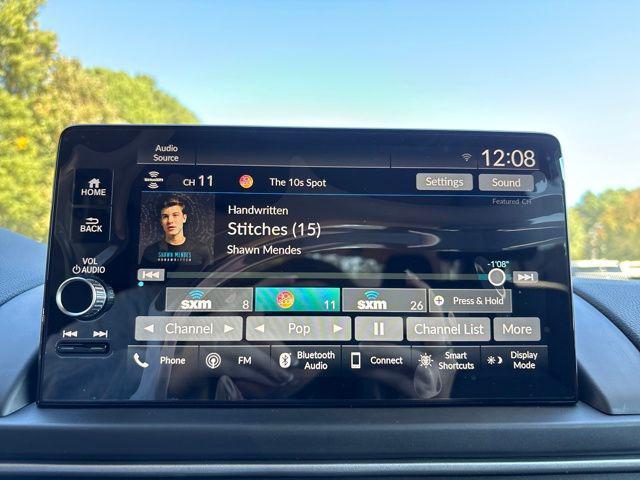 Audio
Source
12:08
HOME
((SiriusXM))
CH 11
The 10s Spot
Settings
Sound
Featured CH
BACK
Handwritten
Stitches (15)
Shawn Mendes
SHAWN MENDES
HANDWRITTEN
VOL
AUDIO
-1'08"
sxm 8
11
sxm 26
Press & Hold
Channel
Pop
Channel List
More
Phone
FM
Bluetooth
Audio
Connect
Smart
Shortcuts
Display
Mode